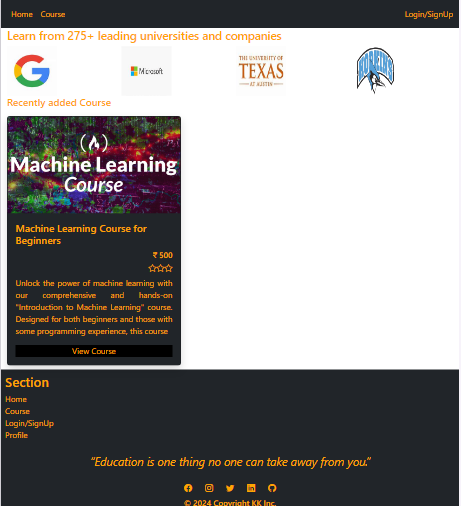 Home Course Login/SignUp
Learn from 275+ leading universities and companies
Microsoft
THE UNIVERSITY OF
TEXAS
AT AUSTIN
ROBBINS
Recently added Course
Machine Learning
Course
Machine Learning Course for
Beginners
₹ 500
Unlock the power of machine learning with
our comprehensive and hands-on
"Introduction to Machine Learning" course.
Designed for both beginners and those with
some programming experience, this course
View Course
Section
Home
Course
Login/SignUp
Profile
“Education is one thing no one can take away from you.”
© 2024 Copyright KK Inc.